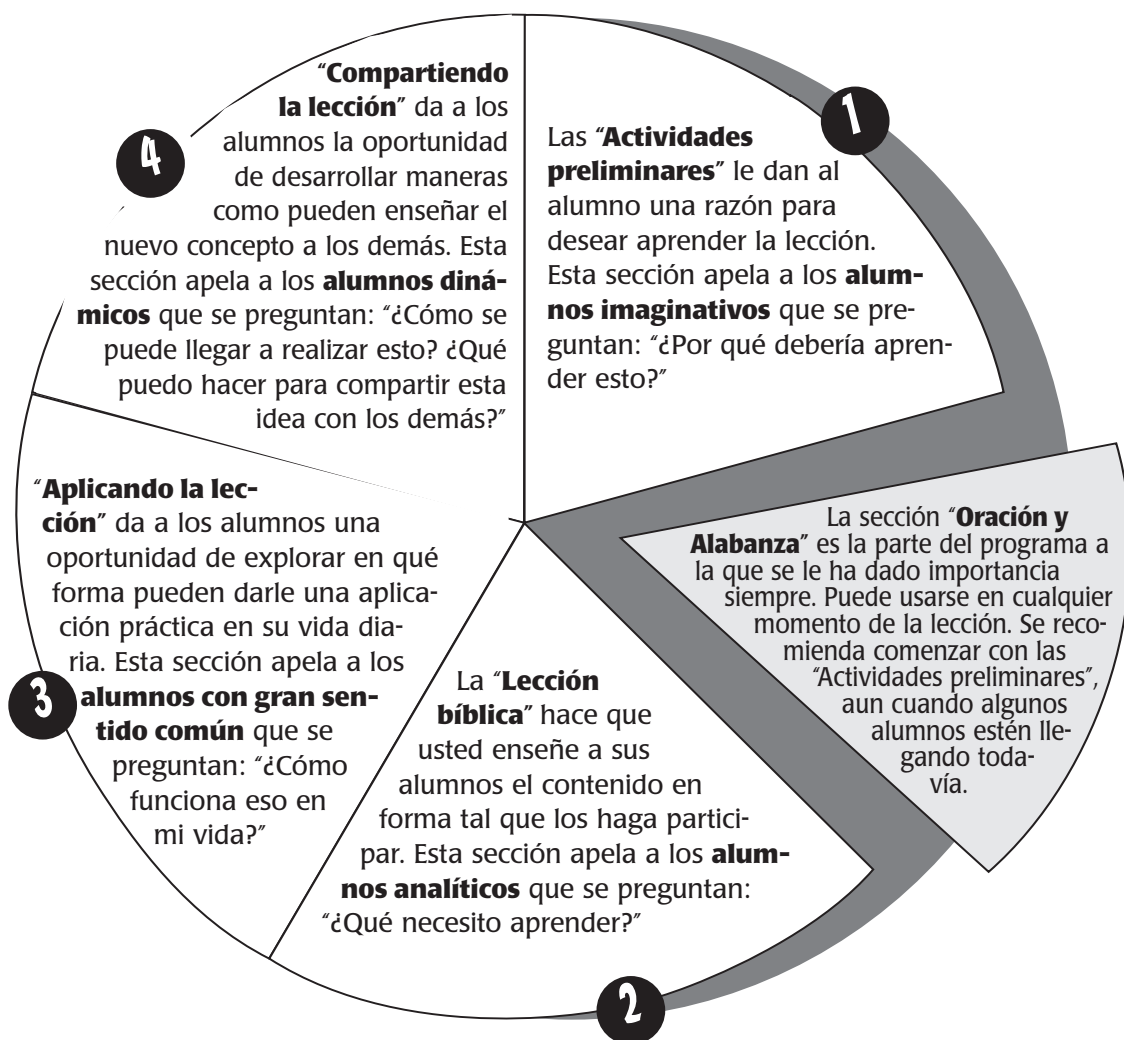 1
Las “Actividades
preliminares” le dan al
alumno una razón para
desear aprender la lección.
Esta sección apela a los alum-
nos imaginativos que se pre-
guntan: “¿Por qué debería apren-
der esto?”
La sección “Oración y
Alabanza” es la parte del programa a
la que se le ha dado importancia
siempre. Puede usarse en cualquier
momento de la lección. Se reco-
mienda comenzar con las
“Actividades preliminares”,
aun cuando algunos
alumnos estén lle-
gando toda-
vía.
2
La “Lección
bíblica” hace que
usted enseñe a sus
alumnos el contenido en
forma tal que los haga partici-
par. Esta sección apela a los alum-
nos analíticos que se preguntan:
“¿Qué necesito aprender?”
3
“Aplicando la lec-
ción” da a los alumnos una
oportunidad de explorar en qué
forma pueden darle una aplica-
ción práctica en su vida dia-
ria. Esta sección apela a los
alumnos con gran sen-
tido común que se
preguntan: “¿Cómo
funciona eso en
mi vida?”
4
“Compartiendo
la lección” da a los
alumnos la oportunidad
de desarrollar maneras
como pueden enseñar el
nuevo concepto a los demás. Esta
sección apela a los alumnos diná-
micos que se preguntan: “¿Cómo se
puede llegar a realizar esto? ¿Qué
puedo hacer para compartir esta
idea con los demás?”